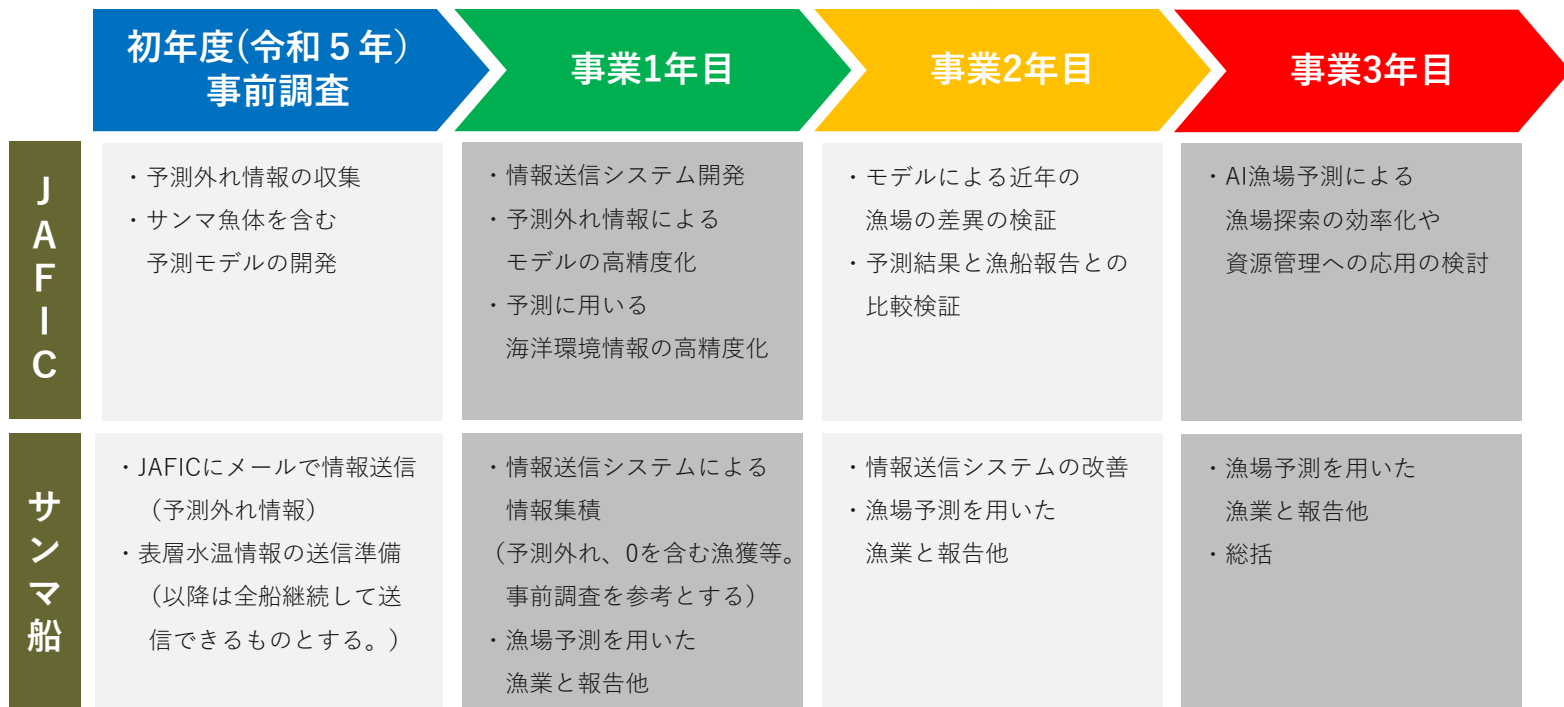 初年度(令和５年)
事前調査
事業1年目
事業2年目
事業3年目
JAFIC
・予測外れ情報の収集
・サンマ魚体を含む
予測モデルの開発
・情報送信システム開発
・予測外れ情報による
モデルの高精度化
・予測に用いる
海洋環境情報の高精度化
・モデルによる近年の
漁場の差異の検証
・予測結果と漁船報告との
比較検証
・AI漁場予測による
漁場探索の効率化や
資源管理への応用の検討
サンマ船
・JAFICにメールで情報送信
（予測外れ情報）
・表層水温情報の送信準備
（以降は全船継続して送
信できるものとする。）
・情報送信システムによる
情報集積
（予測外れ、0を含む漁獲等。
事前調査を参考とする）
・漁場予測を用いた
漁業と報告他
・情報送信システムの改善
・漁場予測を用いた
漁業と報告他
・漁場予測を用いた
漁業と報告他
・総括